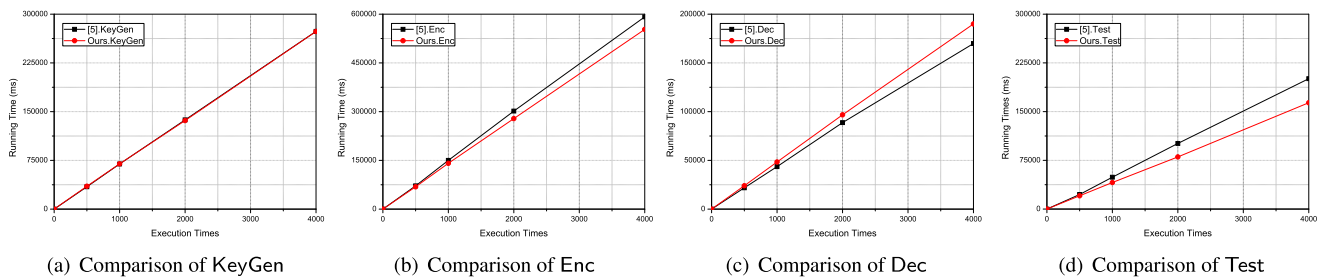 [5].KeyGen
Ours.KeyGen
300000
225000
150000
75000
0
Running Time (ms)
0
1000
2000
3000
4000
Execution Times
(a) Comparison of KeyGen
[5].Enc
Ours.Enc
600000
450000
300000
150000
0
Running Time (ms)
0
1000
2000
3000
4000
Execution Times
(b) Comparison of Enc
[5].Dec
Ours.Dec
200000
150000
100000
50000
0
Running Time (ms)
0
1000
2000
3000
4000
Execution Times
(c) Comparison of Dec
[5].Test
Ours.Test
300000
225000
150000
75000
0
Running Times (ms)
0
1000
2000
3000
4000
Execution Times
(d) Comparison of Test